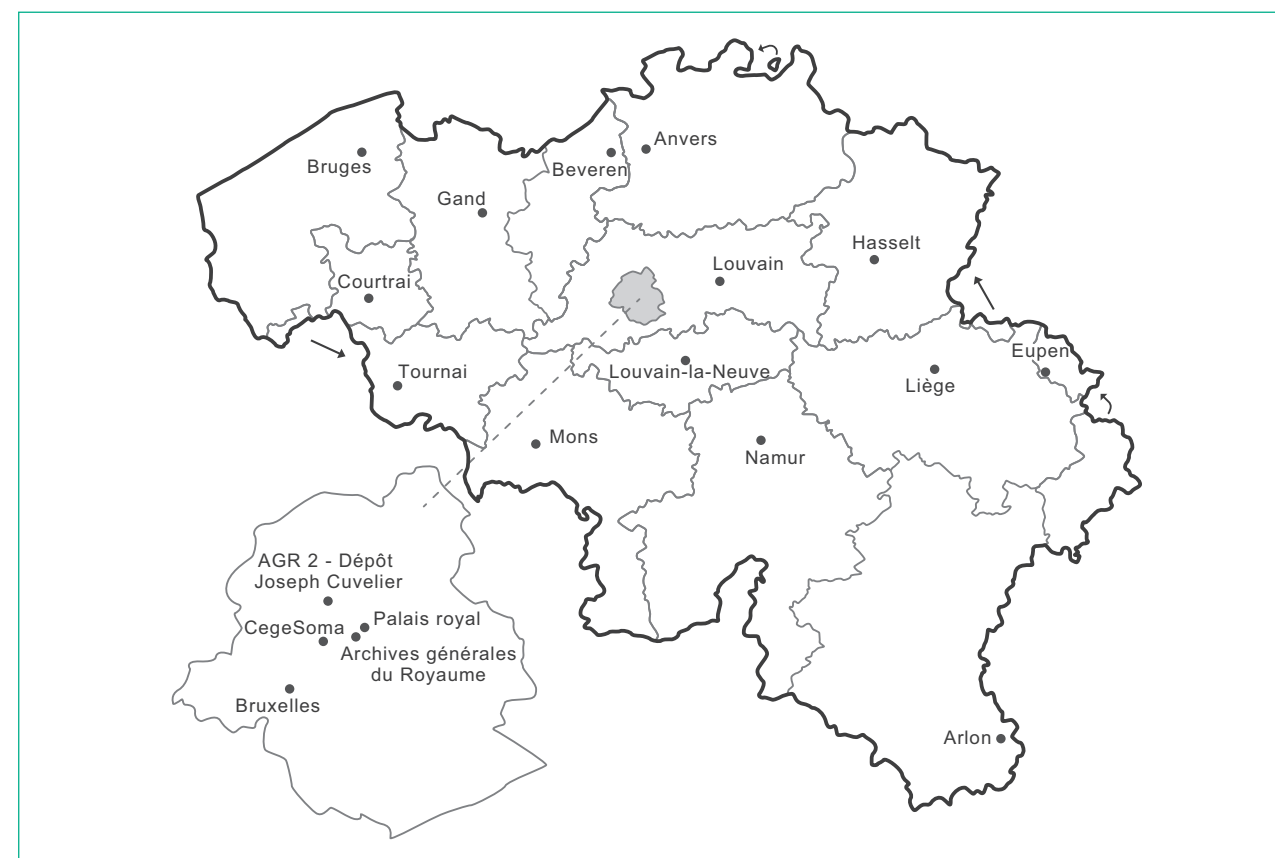 Anvers
Bruges
Beveren
Gand
Hasselt
Louvain
Courtrai
Eupen
Tournai
Louvain-la-Neuve
Liège
Mons
Namur
AGR 2 - Dépôt
Joseph Cuvelier
Palais royal
CegeSoma
Archives générales
du Royaume
Bruxelles
Arlon